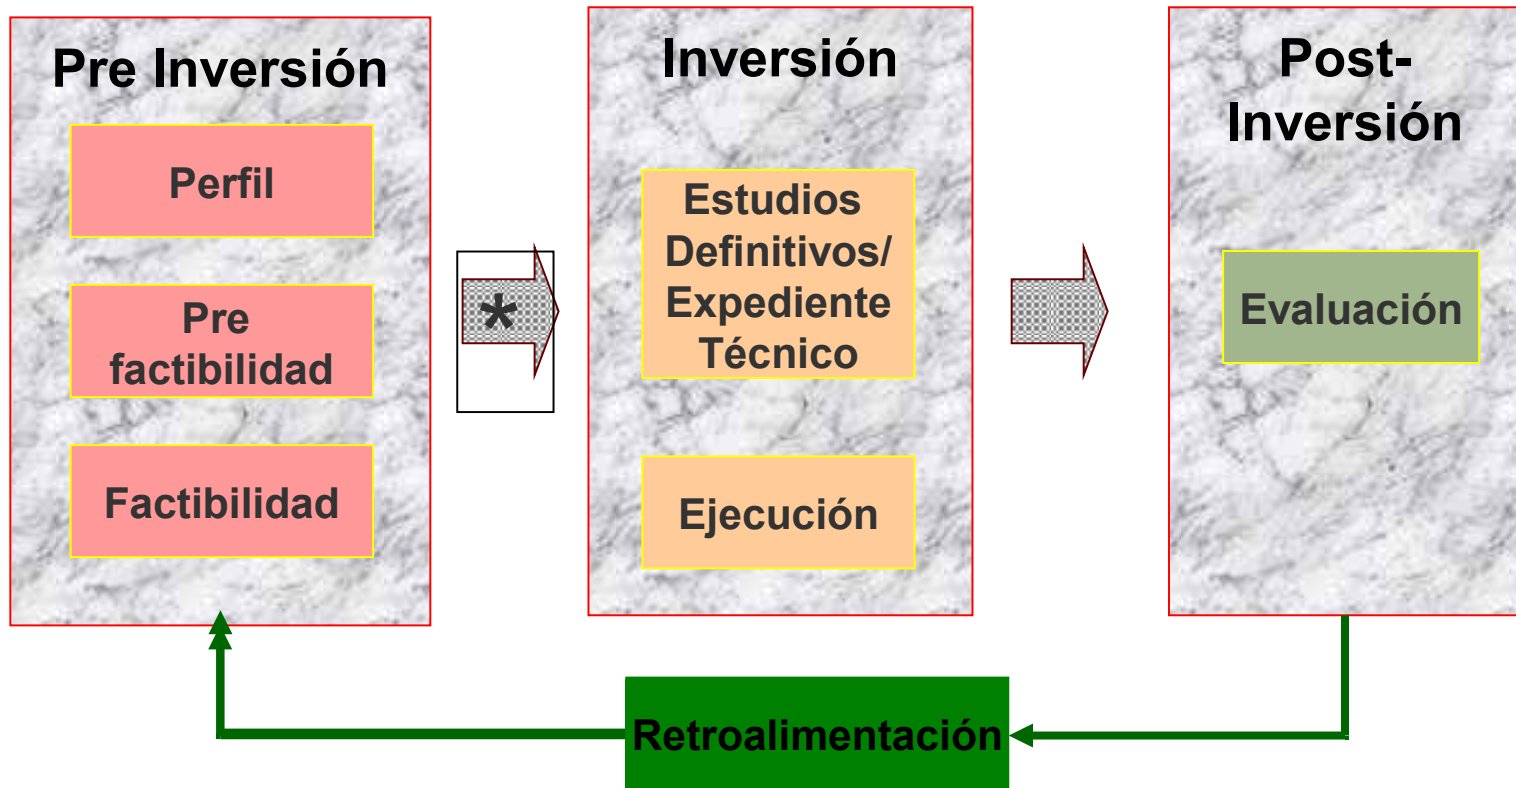 Pre Inversión
Perfil
Pre
factibilidad
Factibilidad
*
Inversión
Estudios
Definitivos/
Expediente
Técnico
Ejecución
Post-
Inversión
Evaluación
Retroalimentación